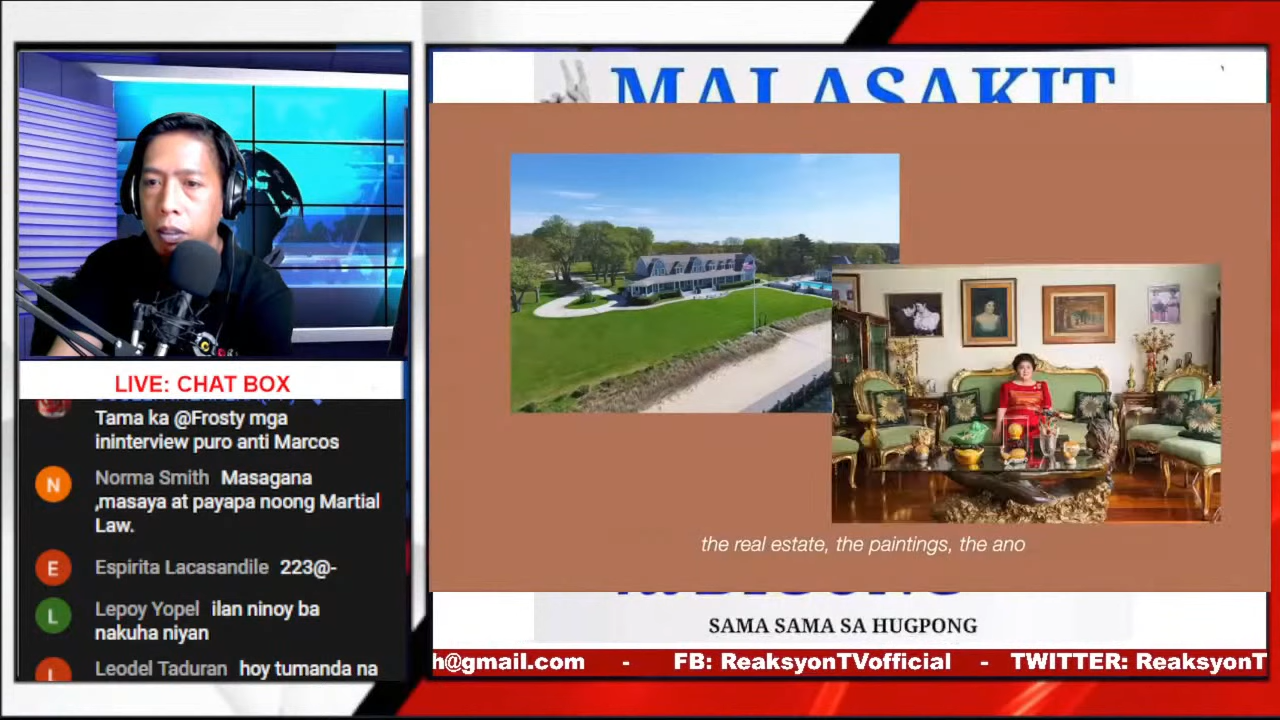 MALASAKIT
LIVE: CHAT BOX
Tama ka @Frosty mga
ininterview puro anti Marcos
N
Norma Smith Masagana
,masaya at payapa noong Martial
Law.
E
Espirita Lacasandile 223@-
L
Lepoy Yopel ilan ninoy ba
nakuha niyan
L
Leodel Taduran hoy tumanda na
the real estate, the paintings, the ano
SAMA SAMA SA HUGPONG
h@gmail.com - FB: ReaksyonTVofficial - TWITTER: ReaksyonT